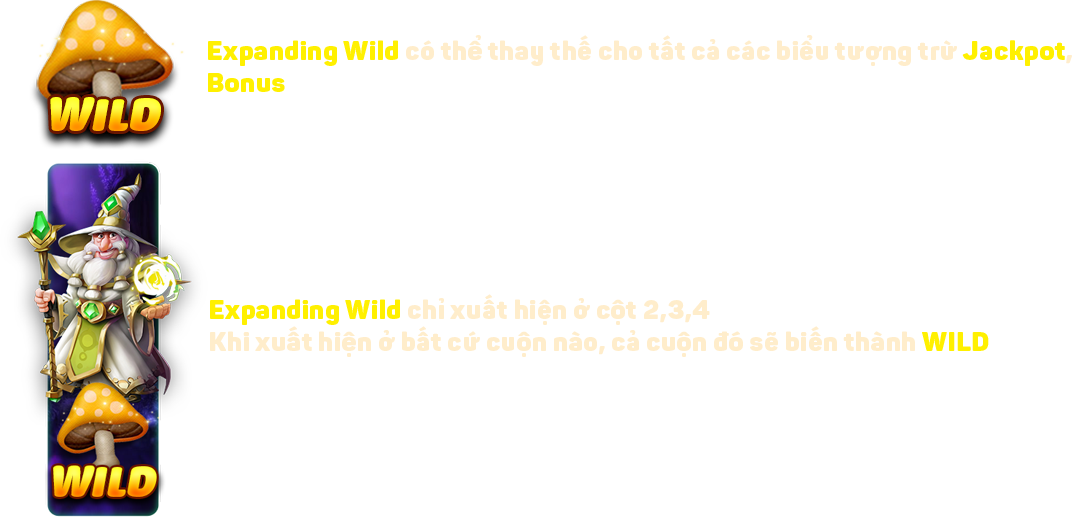 WILD
Expanding Wild có thể thay thế cho tất cả các biểu tượng trừ Jackpot,
Bonus
Expanding Wild chỉ xuất hiện ở cột 2,3,4
Khi xuất hiện ở bất cứ cuộn nào, cả cuộn đó sẽ biến thành WILD
WILD